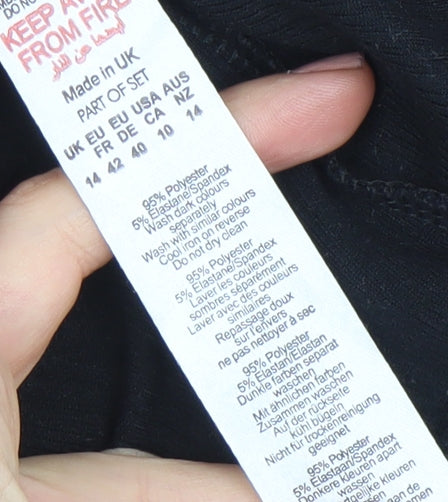 KEEP AWAY
FROM FIRE
Made in UK
PART OF SET
UK EU EU USA AUS
FR DE CA NZ
14 42 40 10 14
95% Polyester
5% Elastane/Spandex
Wash dark colours
separately
Wash with similar colours
Cool iron on reverse
Do not dry clean
95% Polyester
5% Elastane/Spandex
Laver les couleurs
sombres séparément
Laver avec des couleurs
similaires
Repassage doux
sur l'envers
ne pas nettoyer à sec
95% Polyester
5% Elastan/Elastan
Dunkle farben separat
waschen
Mit ähnlichen farben
Zusammen waschen
Auf der rückseite
kühl bügeln
Nicht für trockenreinigung
geeignet
95% Polyester
5% Elastaan/Spandex
kere kleuren apart
wassen
gelijke kleuren